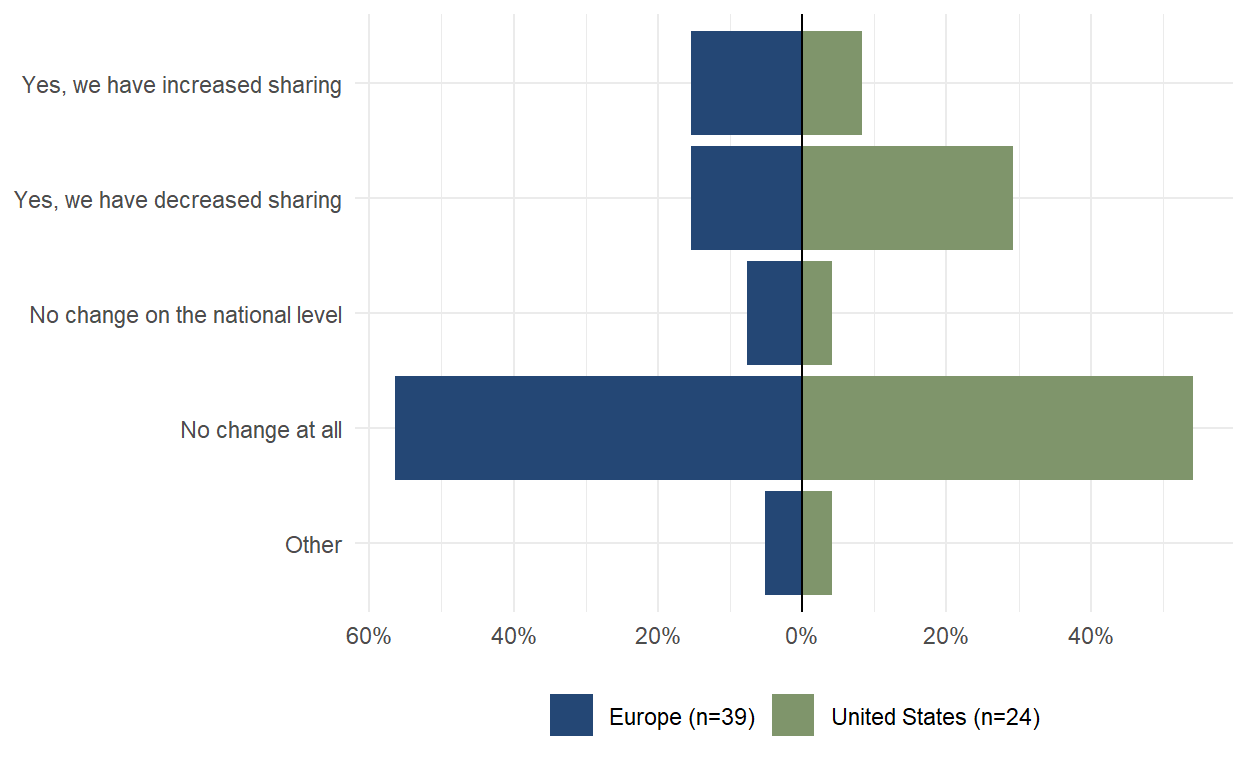 Yes, we have increased sharing
Yes, we have decreased sharing
No change on the national level
No change at all
Other
60% 40% 20% 0% 20% 40%
Europe (n=39) United States (n=24)